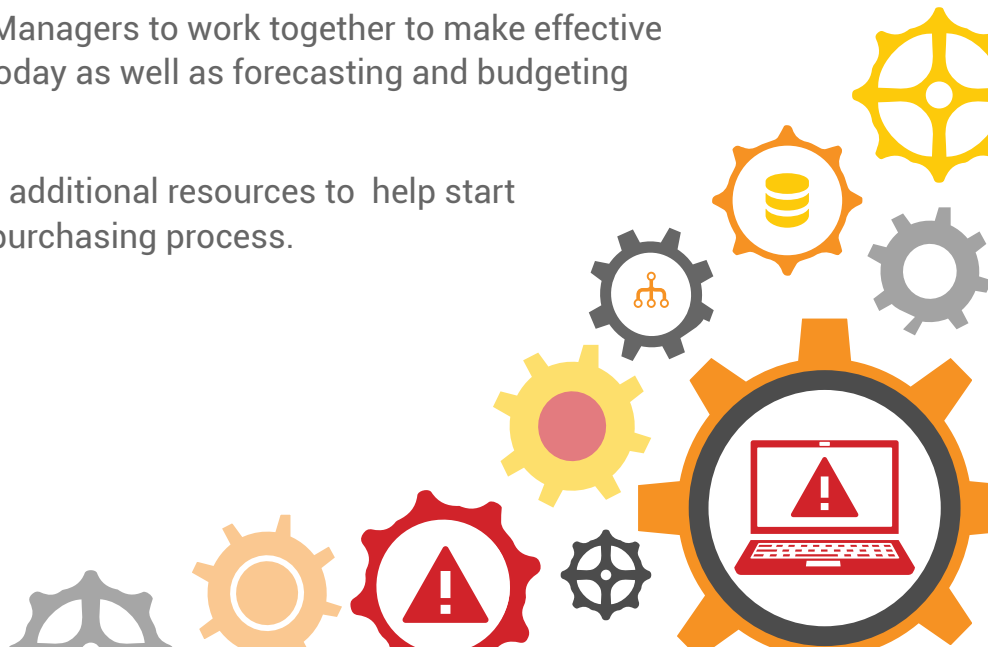 Managers to work together to make effective
oday as well as forecasting and budgeting
additional resources to help start
purchasing process.